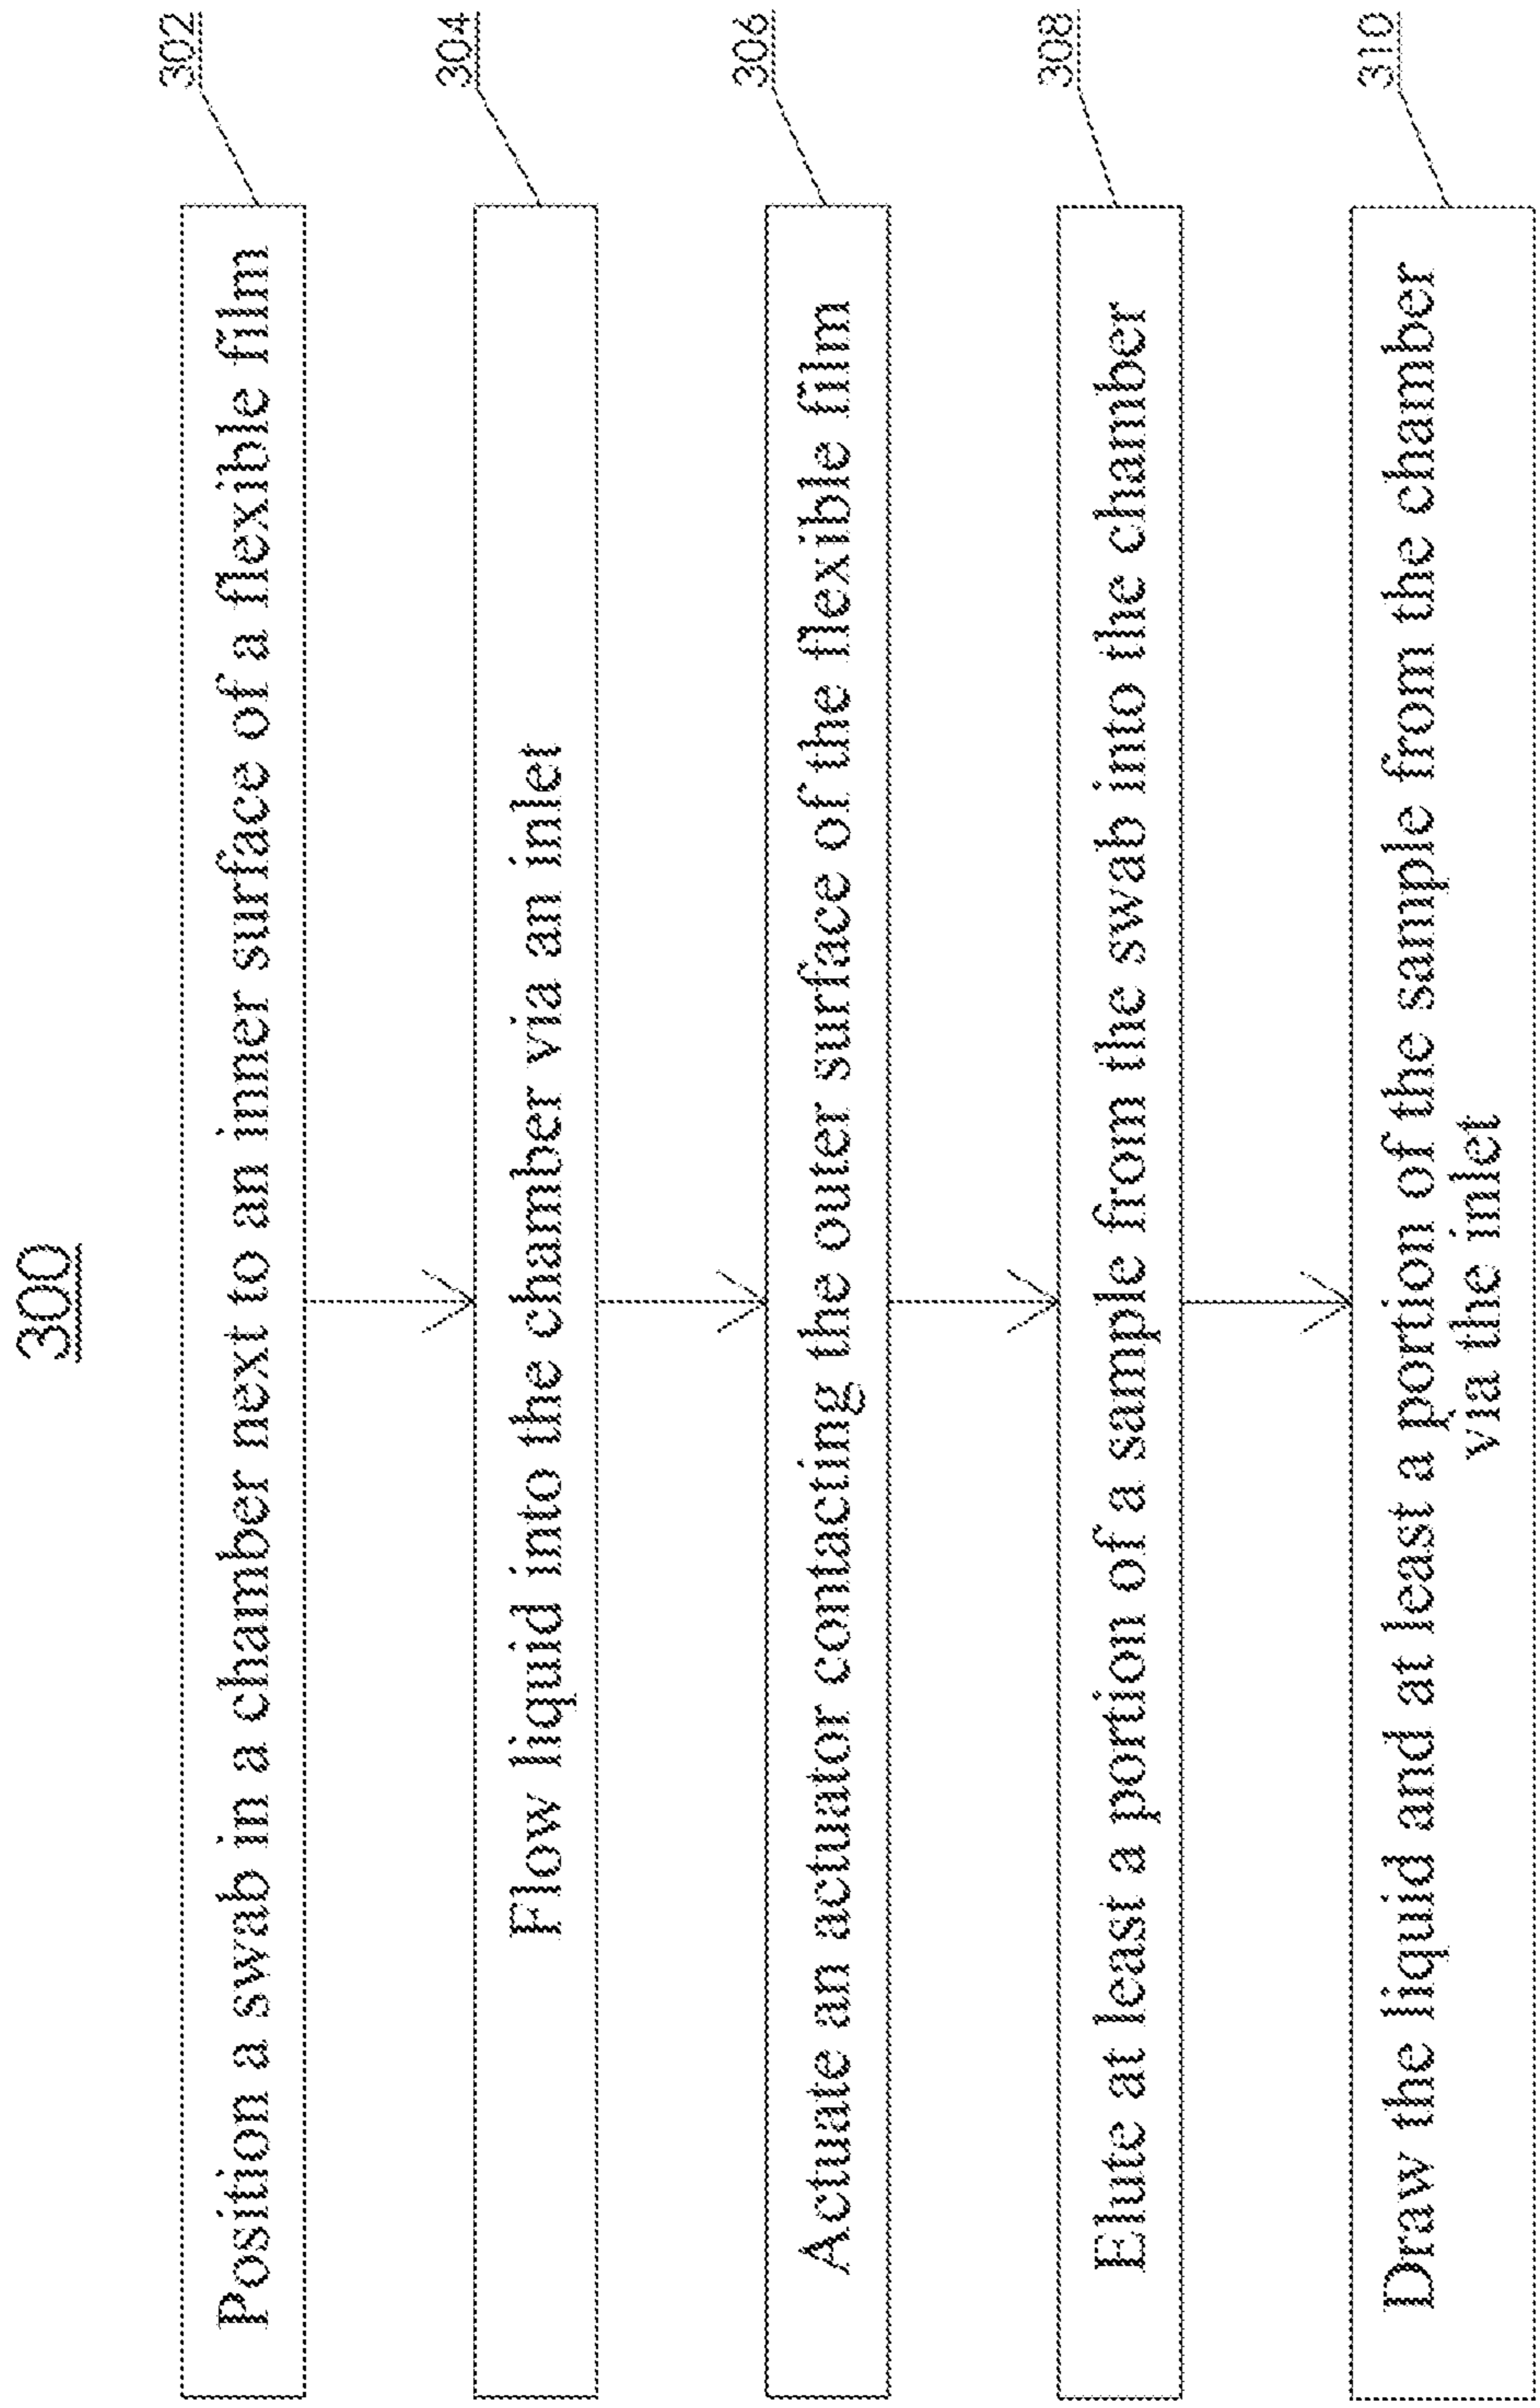 300
Position a swab in a chamber next to an inner surface of a flexible film
302
Flow liquid into the chamber via an inlet
304
Actuate an actuator contacting the outer surface of the flexible film
306
Elute at least a portion of a sample from the swab into the chamber
308
Draw the liquid and at least a portion of the sample from the chamber
via the inlet
310